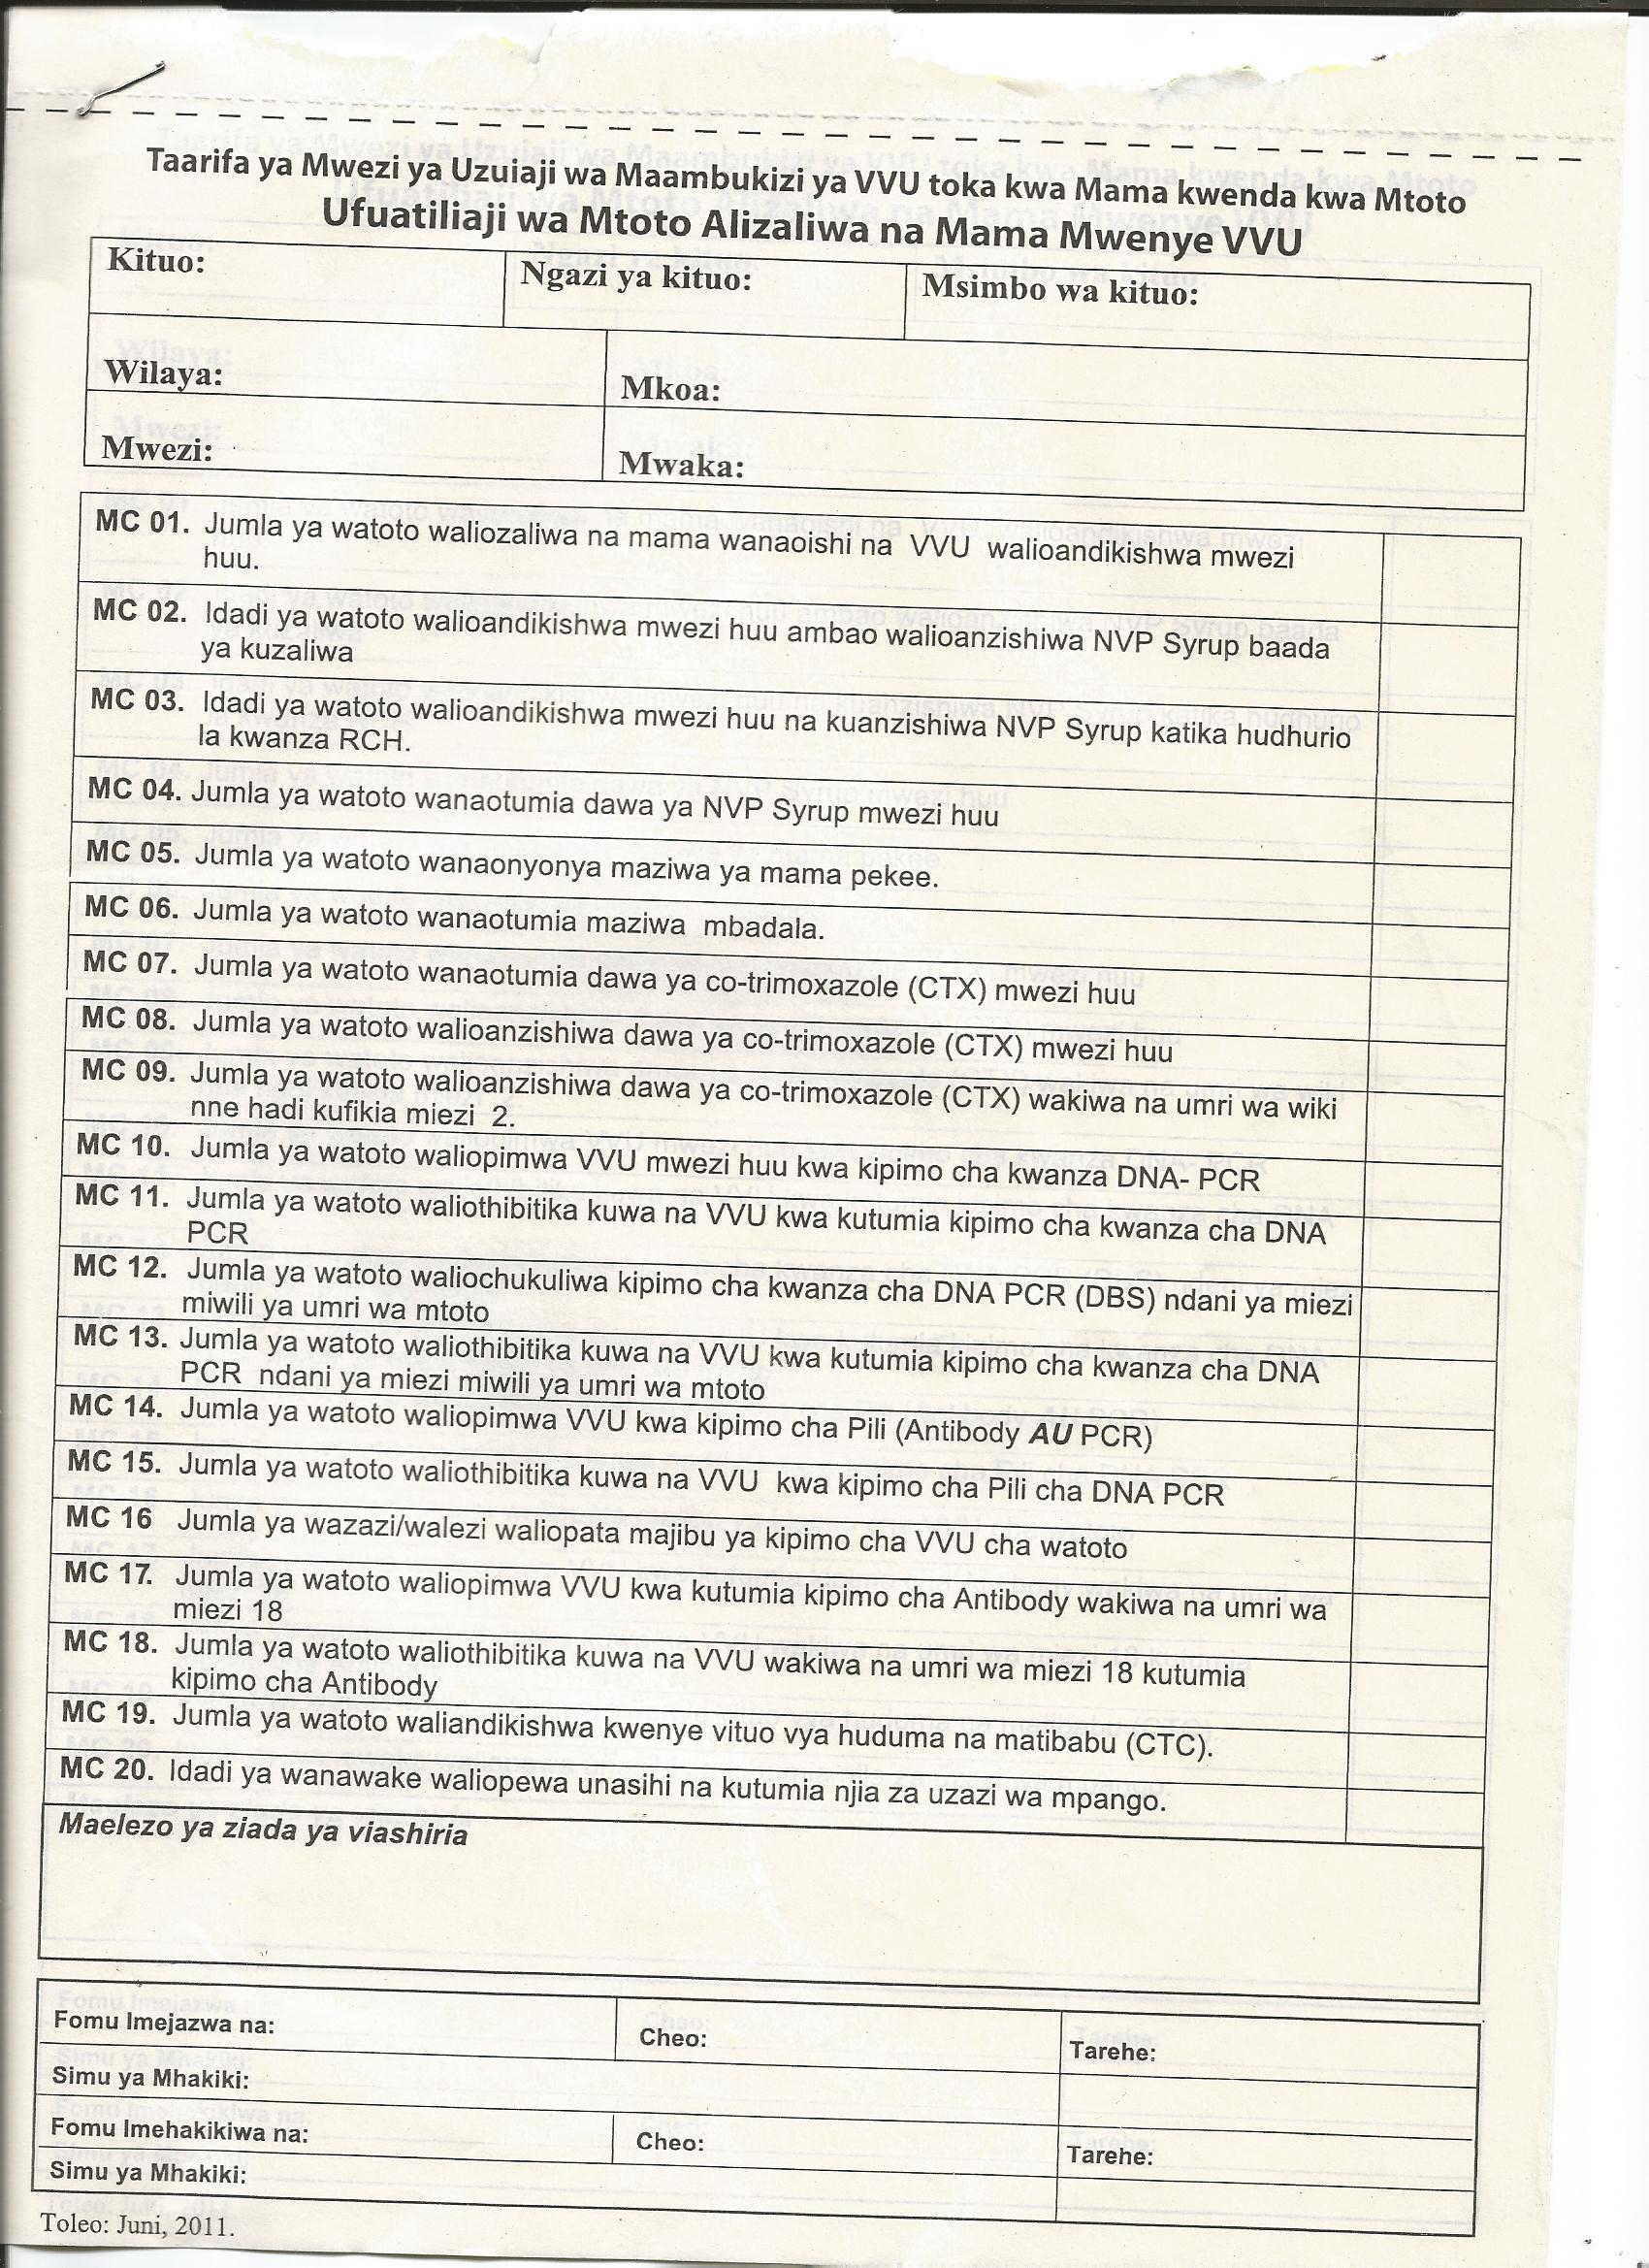 Taarifa ya Mwezi ya Uzuiaji wa Maambukizi ya VVU toka kwa Mama kwenda kwa Mtoto
Ufuatiliaji wa Mtoto Alizaliwa na Mama Mwenye VVU
Kituo: Ngazi ya kituo: Msimbo wa kituo:
Wilaya: Mkoa:
Mwezi: Mwaka:
MC 01. Jumla ya watoto waliozaliwa na mama wanaoishi na VVU walioandikishwa mwezi
huu.
MC 02. Idadi ya watoto walioandikishwa mwezi huu ambao walioanzishiwa NVP Syrup baada
ya kuzaliwa
MC 03. Idadi ya watoto walioandikishwa mwezi huu na kuanzishiwa NVP Syrup katika hudhurio
la kwanza RCH.
MC 04. Jumla ya watoto wanaotumia dawa ya NVP Syrup mwezi huu
MC 05. Jumla ya watoto wanaonyonya maziwa ya mama pekee.
MC 06. Jumla ya watoto wanaotumia maziwa mbadala.
MC 07. Jumla ya watoto wanaotumia dawa ya co-trimoxazole (CTX) mwezi huu
MC 08. Jumla ya watoto walioanzishiwa dawa ya co-trimoxazole (CTX) mwezi huu
MC 09. Jumla ya watoto walioanzishiwa dawa ya co-trimoxazole (CTX) wakiwa na umri wa wiki
nne hadi kufikia miezi 2.
MC 10. Jumla ya watoto waliopimwa VVU mwezi huu kwa kipimo cha kwanza DNA- PCR
MC 11. Jumla ya watoto waliothibitika kuwa na VVU kwa kutumia kipimo cha kwanza cha DNA
PCR
MC 12. Jumla ya watoto waliochukuliwa kipimo cha kwanza cha DNA PCR (DBS) ndani ya miezi
miwili ya umri wa mtoto
MC 13. Jumla ya watoto waliothibitika kuwa na VVU kwa kutumia kipimo cha kwanza cha DNA
PCR ndani ya miezi miwili ya umri wa mtoto
MC 14. Jumla ya watoto waliopimwa VVU kwa kipimo cha Pili (Antibody AU PCR)
MC 15. Jumla ya watoto waliothibitika kuwa na VVU kwa kipimo cha Pili cha DNA PCR
MC 16 Jumla ya wazazi/walezi waliopata majibu ya kipimo cha VVU cha watoto
MC 17. Jumla ya watoto waliopimwa VVU kwa kutumia kipimo cha Antibody wakiwa na umri wa
miezi 18
MC 18. Jumla ya watoto waliothibitika kuwa na VVU wakiwa na umri wa miezi 18 kutumia
kipimo cha Antibody
MC 19. Jumla ya watoto waliandikishwa kwenye vituo vya huduma na matibabu (CTC).
MC 20. Idadi ya wanawake waliopewa unasihi na kutumia njia za uzazi wa mpango.
Maelezo ya ziada ya viashiria
Fomu Imejazwa na: Cheo: Tarehe:
Simu ya Mhakiki:
Fomu Imehakikiwa na: Cheo: Tarehe:
Simu ya Mhakiki:
Toleo: Juni, 2011.